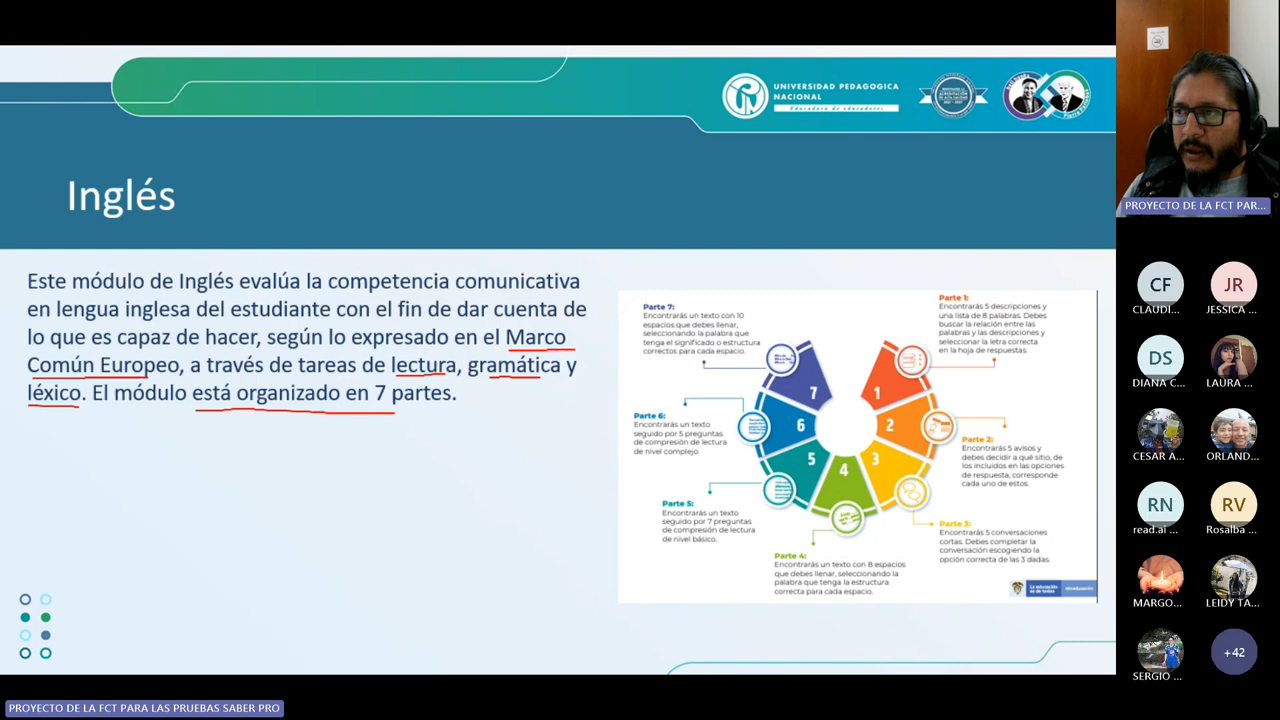 UNIVERSIDAD PEDAGOGICA
NACIONAL
Educadora de educadores
Inglés
Este módulo de Inglés evalúa la competencia comunicativa
en lengua inglesa del estudiante con el fin de dar cuenta de
lo que es capaz de hacer, según lo expresado en el Marco
Común Europeo, a través de tareas de lectura, gramática y
léxico. El módulo está organizado en 7 partes.
Parte 7:
Encontrarás un texto con 10
espacios que debes llenar,
seleccionando la palabra que
tenga el significado o estructura
correctos para cada espacio.
Parte 1:
Encontrarás 5 descripciones y
una lista de 8 palabras. Debes
buscar la relación entre las
palabras y las descripciones y
seleccionar la letra correcta
en la hoja de respuestas.
7
1
6
2
5
4
3
Parte 6:
Encontrarás un texto
seguido por 5 preguntas
de compresión de lectura
de nivel complejo.
Parte 2:
Encontrarás 5 avisos y
debes decidir a qué sitio, de
los incluidos en las opciones
de respuesta, corresponde
cada uno de estos.
Parte 5:
Encontrarás un texto
seguido por 7 preguntas
de compresión de lectura
de nivel básico.
Parte 3:
Encontrarás 5 conversaciones
cortas. Debes completar la
conversación escogiendo la
opción correcta de las 3 dadas.
Parte 4:
Encontrarás un texto con 8 espacios
que debes llenar, seleccionando la
palabra que tenga la estructura
correcta para cada espacio.
La educación
es de todos
PROYECTO DE LA FCT PAR...
CF
CLAUDI...
JR
JESSICA ...
DS
DIANA C...
LAURA ...
CESAR A...
ORLAND...
RN
read.ai ...
RV
Rosalba ...
MARGO...
LEIDY TA...
SERGIO ...
+42
PROYECTO DE LA FCT PARA LAS PRUEBAS SABER PRO